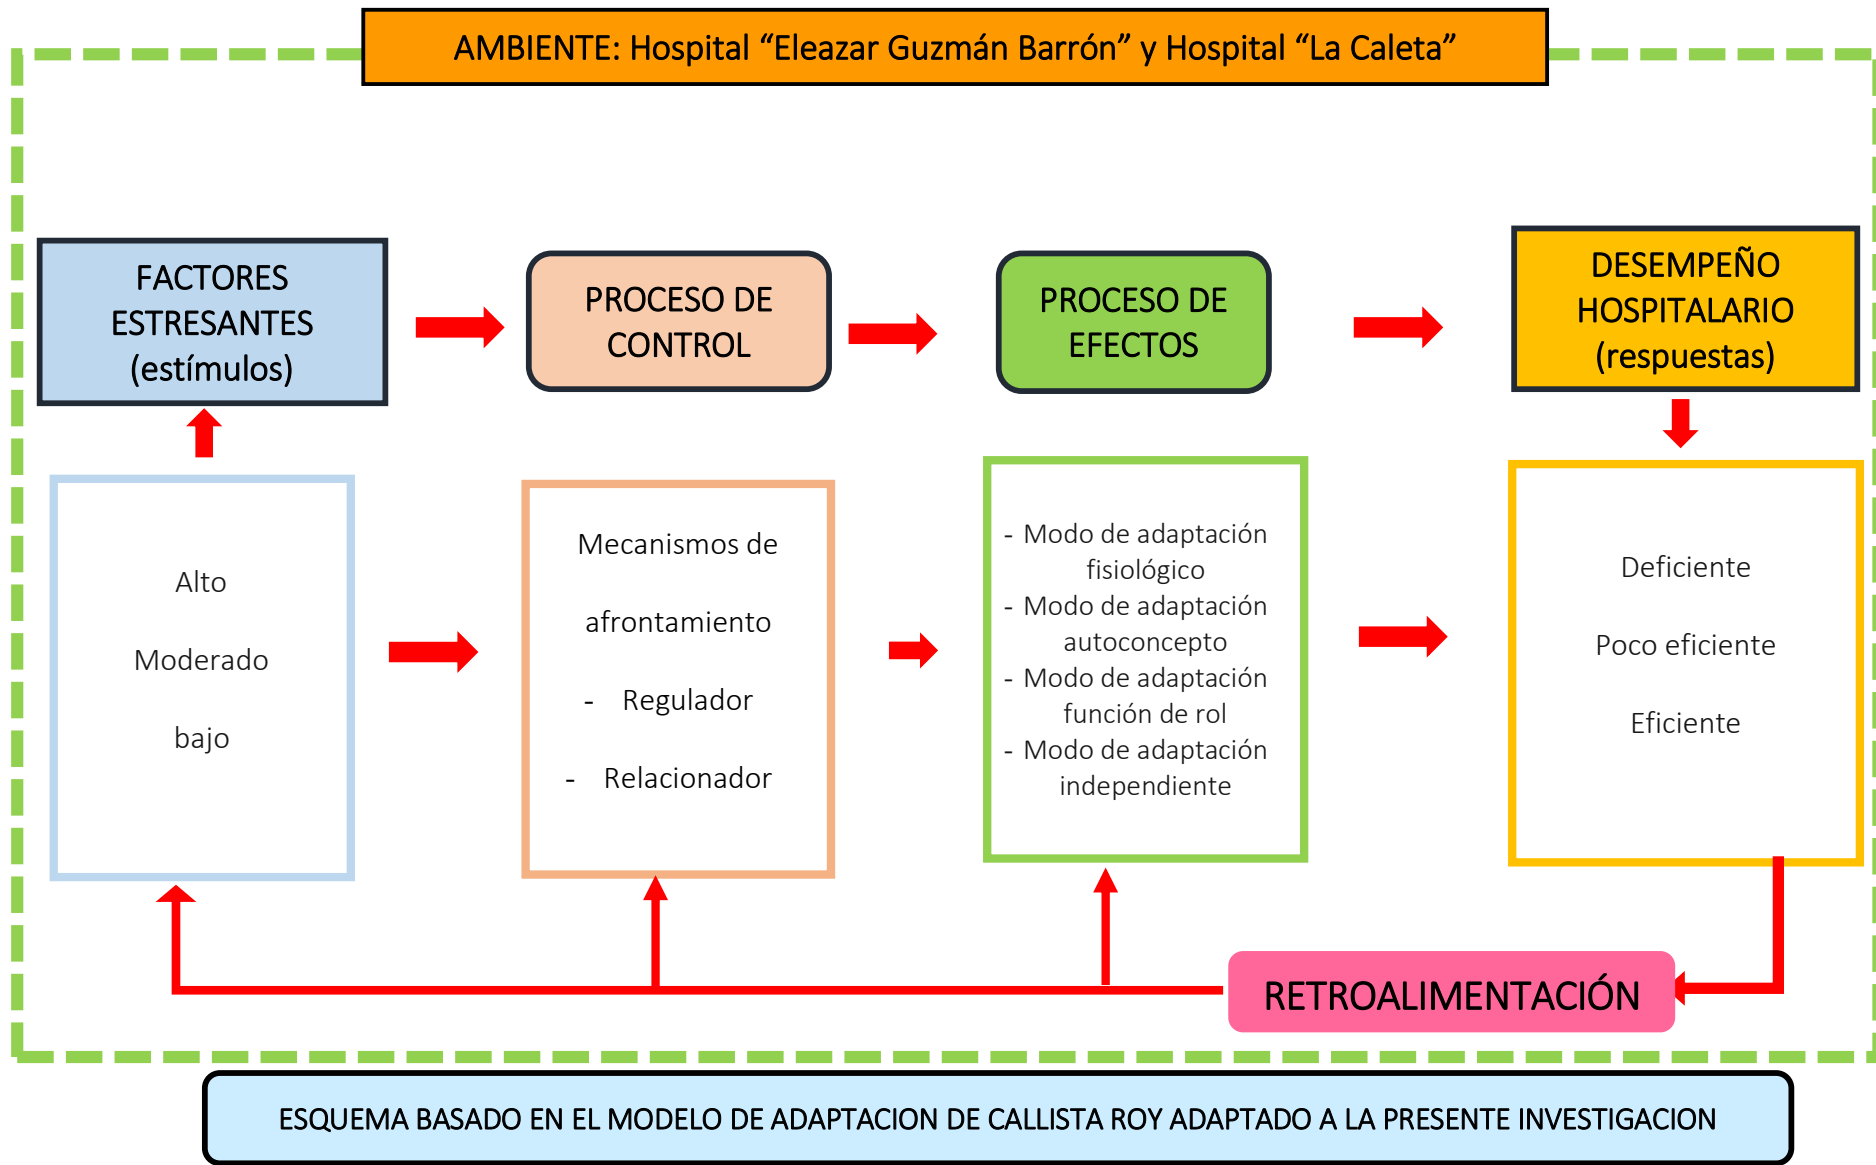 AMBIENTE: Hospital “Eleazar Guzmán Barrón” y Hospital “La Caleta”
FACTORES
ESTRESANTES
(estímulos)
PROCESO DE
CONTROL
PROCESO DE
EFECTOS
DESEMPEÑO
HOSPITALARIO
(respuestas)
Alto
Moderado
bajo
Mecanismos de
afrontamiento
- Regulador
- Relacionador
- Modo de adaptación
fisiológico
- Modo de adaptación
autoconcepto
- Modo de adaptación
función de rol
- Modo de adaptación
independiente
Deficiente
Poco eficiente
Eficiente
RETROALIMENTACIÓN
ESQUEMA BASADO EN EL MODELO DE ADAPTACION DE CALLISTA ROY ADAPTADO A LA PRESENTE INVESTIGACION